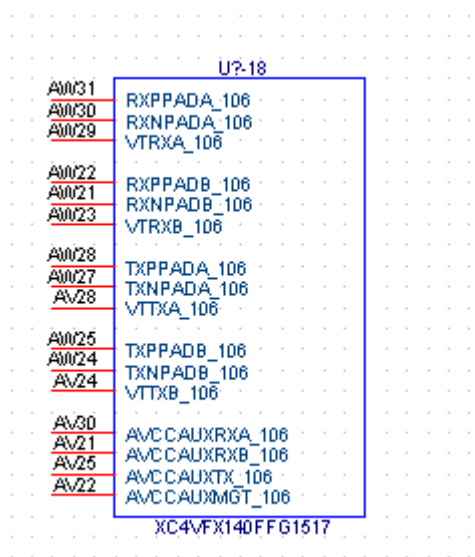 U?-18
AW31 RXPPADA_106
AW30 RXNPADA_106
AW29 VTRXA_106
AW22 RXPPADB_106
AW21 RXNPADB_106
AW23 VTRXB_106
AW28 TXPPADA_106
AW27 TXNPADA_106
AV28 VTTXA_106
AW25 TXPPADB_106
AW24 TXNPADB_106
AV24 VTTXB_106
AV30 AVCCAUXRXA_106
AV21 AVCCAUXRXB_106
AV25 AVCCAUXTX_106
AV22 AVCCAUXMGT_106
XC4VFX140FFG1517